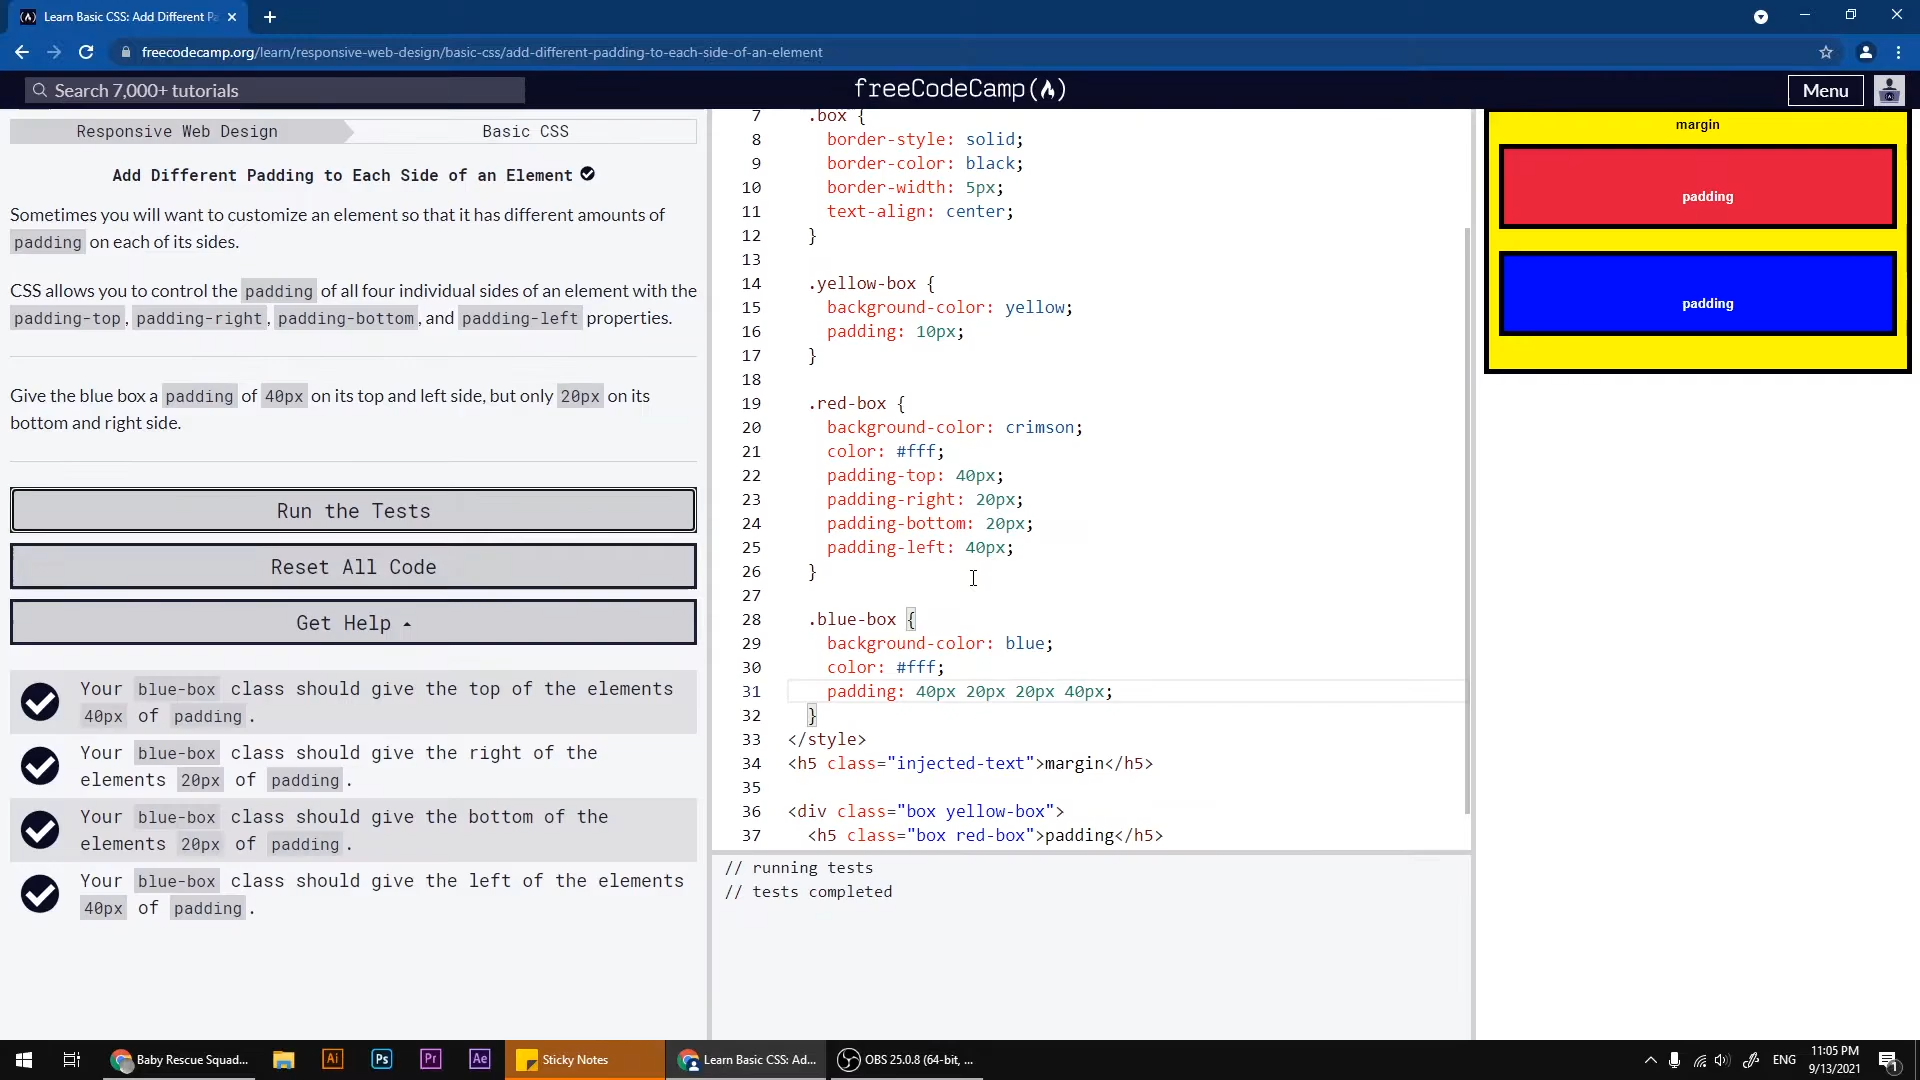 Learn Basic CSS: Add Different Pa
freecodecamp.org/learn/responsive-web-design/basic-css/add-different-padding-to-each-side-of-an-element
Search 7,000+ tutorials
freeCodeCamp
Menu
Responsive Web Design
Basic CSS
Add Different Padding to Each Side of an Element
Sometimes you will want to customize an element so that it has different amounts of
padding on each of its sides.
CSS allows you to control the padding of all four individual sides of an element with the
padding-top, padding-right, padding-bottom, and padding-left properties.
Give the blue box a padding of 40px on its top and left side, but only 20px on its
bottom and right side.
Run the Tests
Reset All Code
Get Help
Your blue-box class should give the top of the elements
40px of padding.
Your blue-box class should give the right of the
elements 20px of padding.
Your blue-box class should give the bottom of the
elements 20px of padding.
Your blue-box class should give the left of the elements
40px of padding.
7 .box {
8 border-style: solid;
9 border-color: black;
10 border-width: 5px;
11 text-align: center;
12 }
13
14 .yellow-box {
15 background-color: yellow;
16 padding: 10px;
17 }
18
19 .red-box {
20 background-color: crimson;
21 color: #fff;
22 padding-top: 40px;
23 padding-right: 20px;
24 padding-bottom: 20px;
25 padding-left: 40px;
26 }
27
28 .blue-box {
29 background-color: blue;
30 color: #fff;
31 padding: 40px 20px 20px 40px;
32 }
33 </style>
34 <h5 class="injected-text">margin</h5>
35
36 <div class="box yellow-box">
37 <h5 class="box red-box">padding</h5>
// running tests
// tests completed
margin
padding
padding
Baby Rescue Squad...
Ai
Ps
Pr
Ae
Sticky Notes
Learn Basic CSS: Ad...
OBS 25.0.8 (64-bit, ...
ENG
11:05 PM
9/13/2021
1